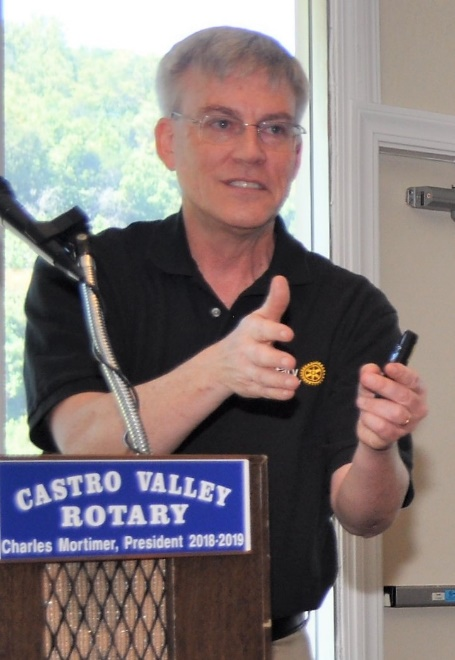 CASTRO VALLEY
ROTARY
Charles Mortimer, President 2018-2019